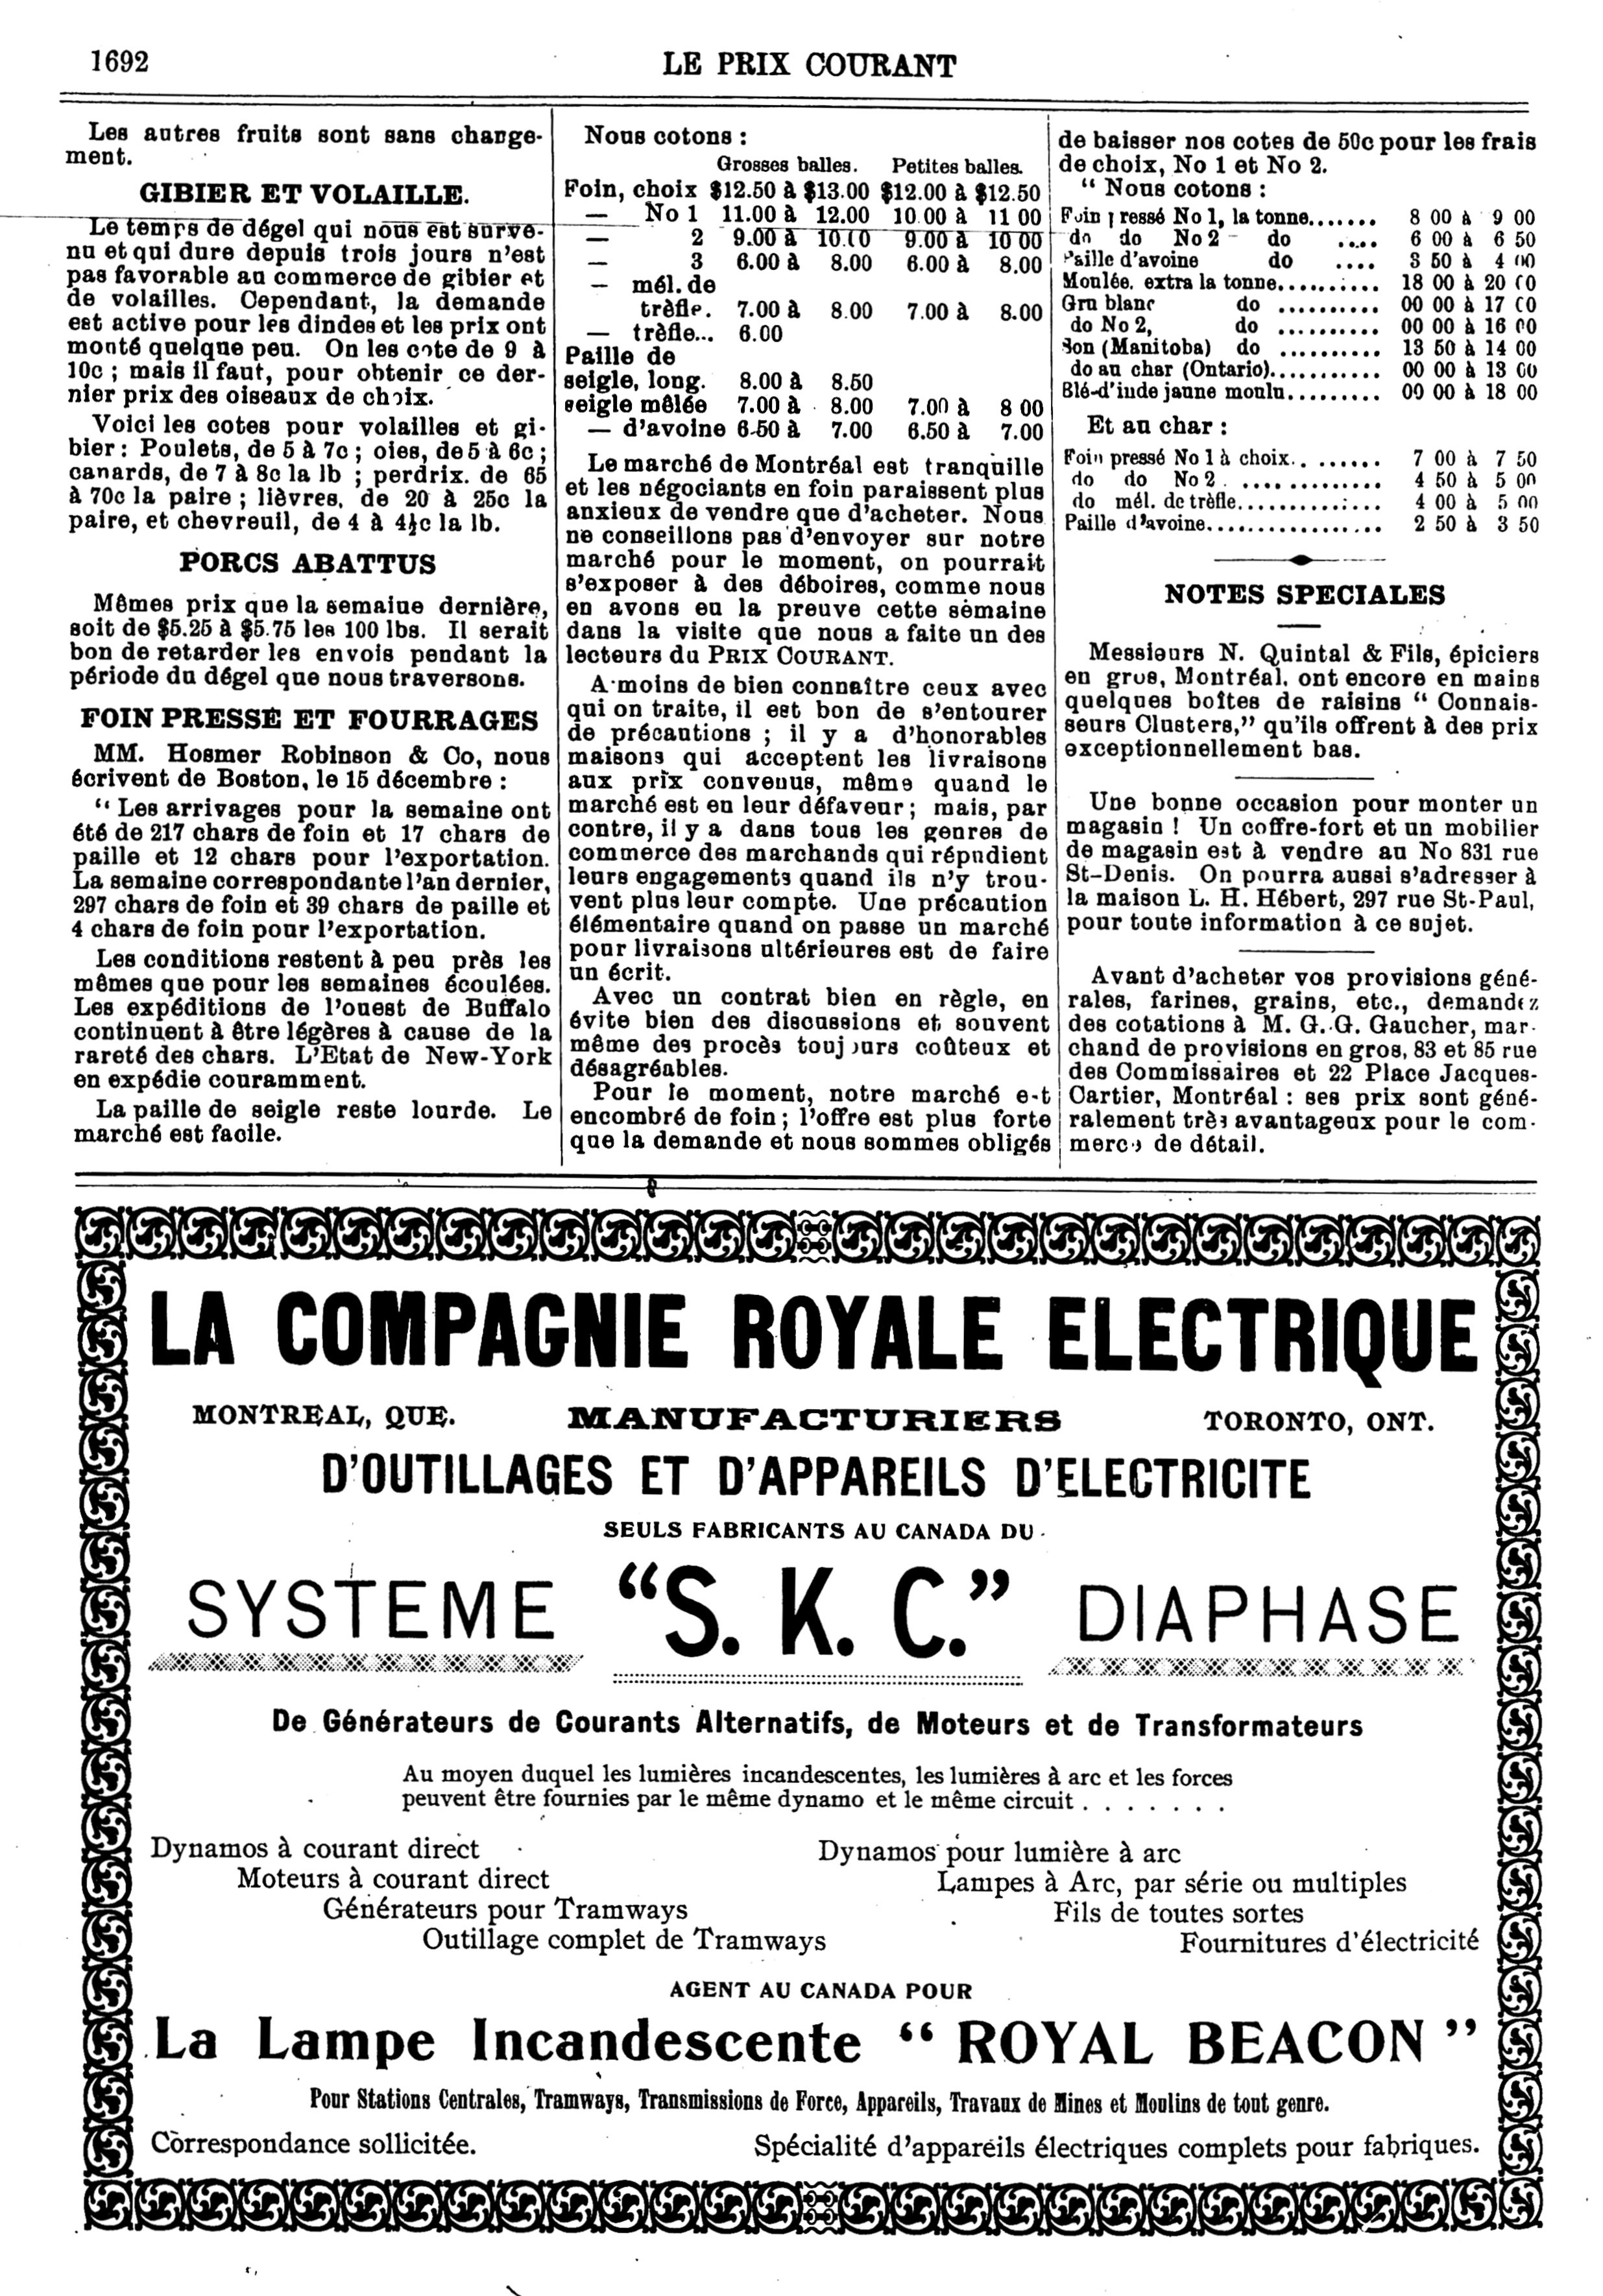 1692
LE PRIX COURANT
Les autres fruits sont sans change-
ment.
GIBIER ET VOLAILLE.
Le temps de dégel qui nous est surve-
nu et qui dure depuis trois jours n'est
pas favorable au commerce de gibier et
de volailles. Cependant, la demande
est active pour les dindes et les prix ont
monté quelque peu. On les cote de 9 à
10c ; mais il faut, pour obtenir ce der-
nier prix des oiseaux de choix.
Voici les cotes pour volailles et gi-
bier : Poulets, de 5 à 7c ; oies, de 5 à 6c ;
canards, de 7 à 8c la lb ; perdrix. de 65
à 70c la paire ; lièvres, de 20 à 25c la
paire, et chevreuil, de 4 à 4½c la lb.
PORCS ABATTUS
Mêmes prix que la semaine dernière,
soit de $5.25 à $5.75 les 100 lbs. Il serait
bon de retarder les envois pendant la
période du dégel que nous traversons.
FOIN PRESSÉ ET FOURRAGES
MM. Hosmer Robinson & Co, nous
écrivent de Boston, le 15 décembre :
“ Les arrivages pour la semaine ont
été de 217 chars de foin et 17 chars de
paille et 12 chars pour l'exportation.
La semaine correspondante l'an dernier,
297 chars de foin et 39 chars de paille et
4 chars de foin pour l'exportation.
Les conditions restent à peu près les
mêmes que pour les semaines écoulées.
Les expéditions de l'ouest de Buffalo
continuent à être légères à cause de la
rareté des chars. L'Etat de New-York
en expédie couramment.
La paille de seigle reste lourde. Le
marché est facile.
Nous cotons :
Grosses balles. Petites balles.
Foin, choix $12.50 à $13.00 $12.00 à $12.50
— No 1 11.00 à 12.00 10.00 à 11 00
— 2 9.00 à 10.00 9.00 à 10 00
— 3 6.00 à 8.00 6.00 à 8.00
— mél. de
trèfle. 7.00 à 8.00 7.00 à 8.00
— trèfle... 6.00
Paille de
seigle, long. 8.00 à 8.50
seigle mêlée 7.00 à 8.00 7.00 à 8 00
— d'avoine 6.50 à 7.00 6.50 à 7.00
Le marché de Montréal est tranquille
et les négociants en foin paraissent plus
anxieux de vendre que d'acheter. Nous
ne conseillons pas d'envoyer sur notre
marché pour le moment, on pourrait
s'exposer à des déboires, comme nous
en avons eu la preuve cette semaine
dans la visite que nous a faite un des
lecteurs du PRIX COURANT.
A moins de bien connaître ceux avec
qui on traite, il est bon de s'entourer
de précautions ; il y a d'honorables
maisons qui acceptent les livraisons
aux prix convenus, même quand le
marché est en leur défaveur ; mais, par
contre, il y a dans tous les genres de
commerce des marchands qui répudient
leurs engagements quand ils n'y trou-
vent plus leur compte. Une précaution
élémentaire quand on passe un marché
pour livraisons ultérieures est de faire
un écrit.
Avec un contrat bien en règle, on
évite bien des discussions et souvent
même des procès toujours coûteux et
désagréables.
Pour le moment, notre marché est
encombré de foin ; l'offre est plus forte
que la demande et nous sommes obligés
de baisser nos cotes de 50c pour les frais
de choix, No 1 et No 2.
“ Nous cotons :
Foin pressé No 1, la tonne....... 8 00 à 9 00
do do No 2 do .... 6 00 à 6 50
Paille d'avoine do .... 3 50 à 4 00
Moulée. extra la tonne.......... 18 00 à 20 00
Gru blanc do .......... 00 00 à 17 00
do No 2, do .......... 00 00 à 16 00
Son (Manitoba) do .......... 13 50 à 14 00
do au char (Ontario)........... 00 00 à 13 00
Blé-d'inde jaune moulu......... 00 00 à 18 00
Et au char :
Foin pressé No 1 à choix.. ....... 7 00 à 7 50
do do No 2 . .............. 4 50 à 5 00
do mél. de trèfle.............. 4 00 à 5 00
Paille d'avoine................. 2 50 à 3 50
NOTES SPECIALES
Messieurs N. Quintal & Fils, épiciers
en gros, Montréal, ont encore en mains
quelques boîtes de raisins “ Connais-
seurs Clusters,” qu'ils offrent à des prix
exceptionnellement bas.
Une bonne occasion pour monter un
magasin ! Un coffre-fort et un mobilier
de magasin est à vendre au No 831 rue
St-Denis. On pourra aussi s'adresser à
la maison L. H. Hébert, 297 rue St-Paul,
pour toute information à ce sujet.
Avant d'acheter vos provisions géné-
rales, farines, grains, etc., demandez
des cotations à M. G. G. Gaucher, mar-
chand de provisions en gros, 83 et 85 rue
des Commissaires et 22 Place Jacques-
Cartier, Montréal : ses prix sont géné-
ralement très avantageux pour le com-
merce de détail.
LA COMPAGNIE ROYALE ELECTRIQUE
MONTREAL, QUE. MANUFACTURIERS TORONTO, ONT.
D'OUTILLAGES ET D'APPAREILS D'ELECTRICITE
SEULS FABRICANTS AU CANADA DU
SYSTEME “S. K. C.” DIAPHASE
De Générateurs de Courants Alternatifs, de Moteurs et de Transformateurs
Au moyen duquel les lumières incandescentes, les lumières à arc et les forces
peuvent être fournies par le même dynamo et le même circuit . . . . . . .
Dynamos à courant direct
Moteurs à courant direct
Générateurs pour Tramways
Outillage complet de Tramways
Dynamos pour lumière à arc
Lampes à Arc, par série ou multiples
Fils de toutes sortes
Fournitures d'électricité
AGENT AU CANADA POUR
La Lampe Incandescente “ ROYAL BEACON ”
Pour Stations Centrales, Tramways, Transmissions de Force, Appareils, Travaux de Mines et Moulins de tout genre.
Correspondance sollicitée. Spécialité d'appareils électriques complets pour fabriques.